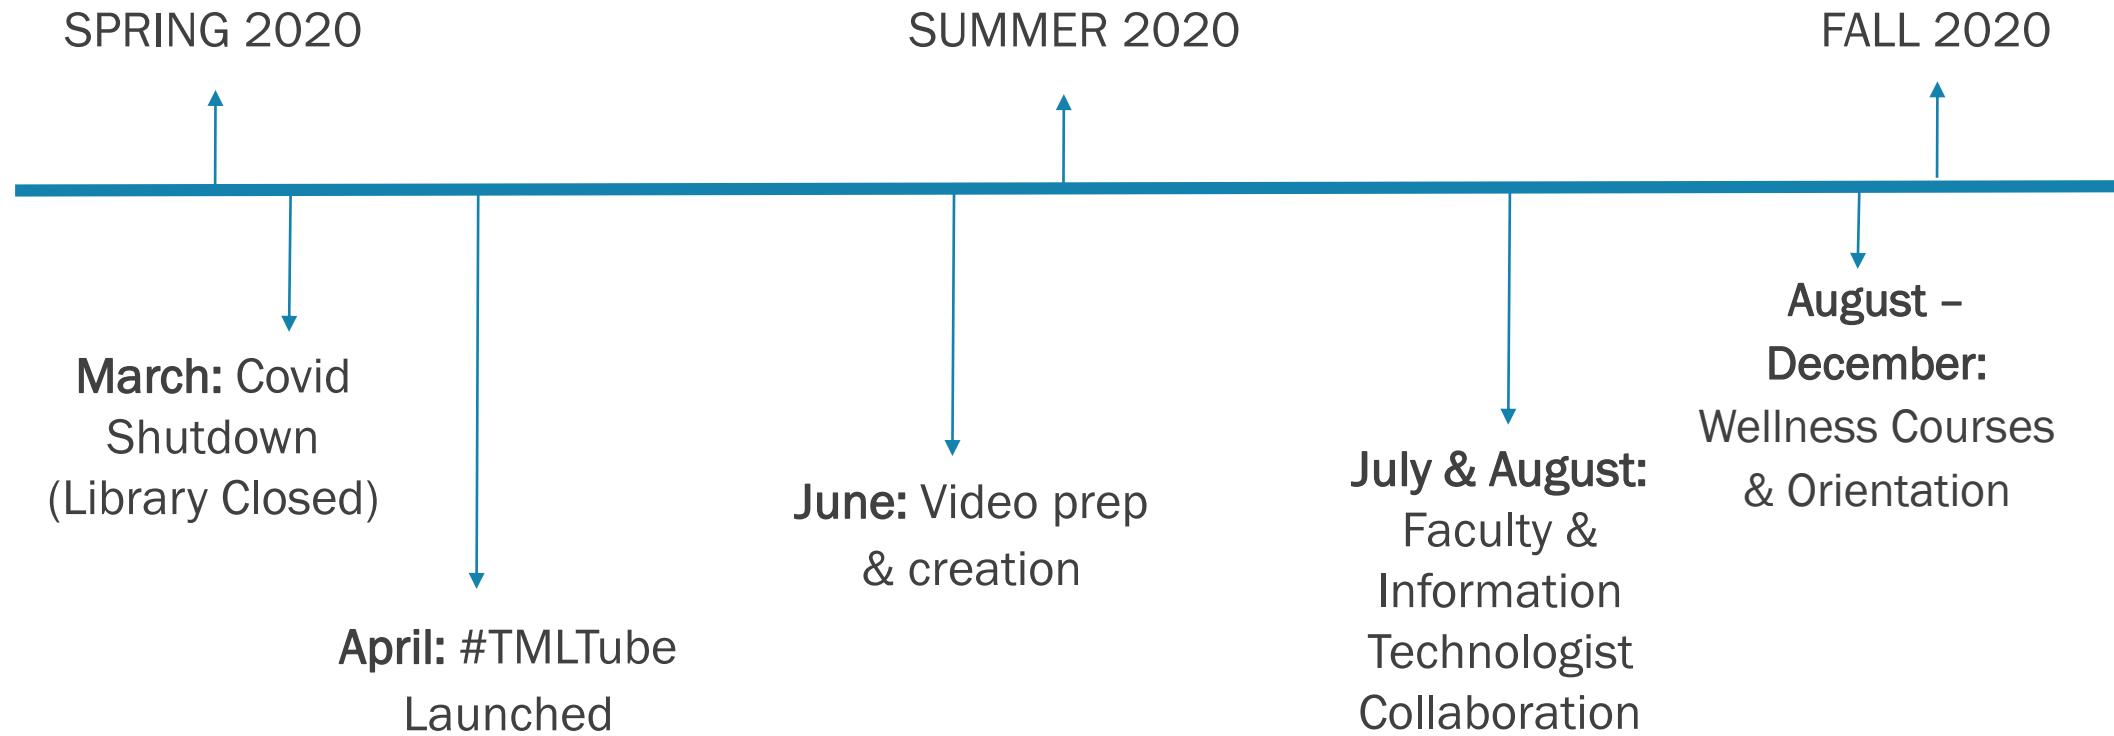 SPRING 2020
SUMMER 2020
FALL 2020
March: Covid
Shutdown
(Library Closed)
April: #TMLTube
Launched
June: Video prep
& creation
July & August:
Faculty &
Information
Technologist
Collaboration
August –
December:
Wellness Courses
& Orientation